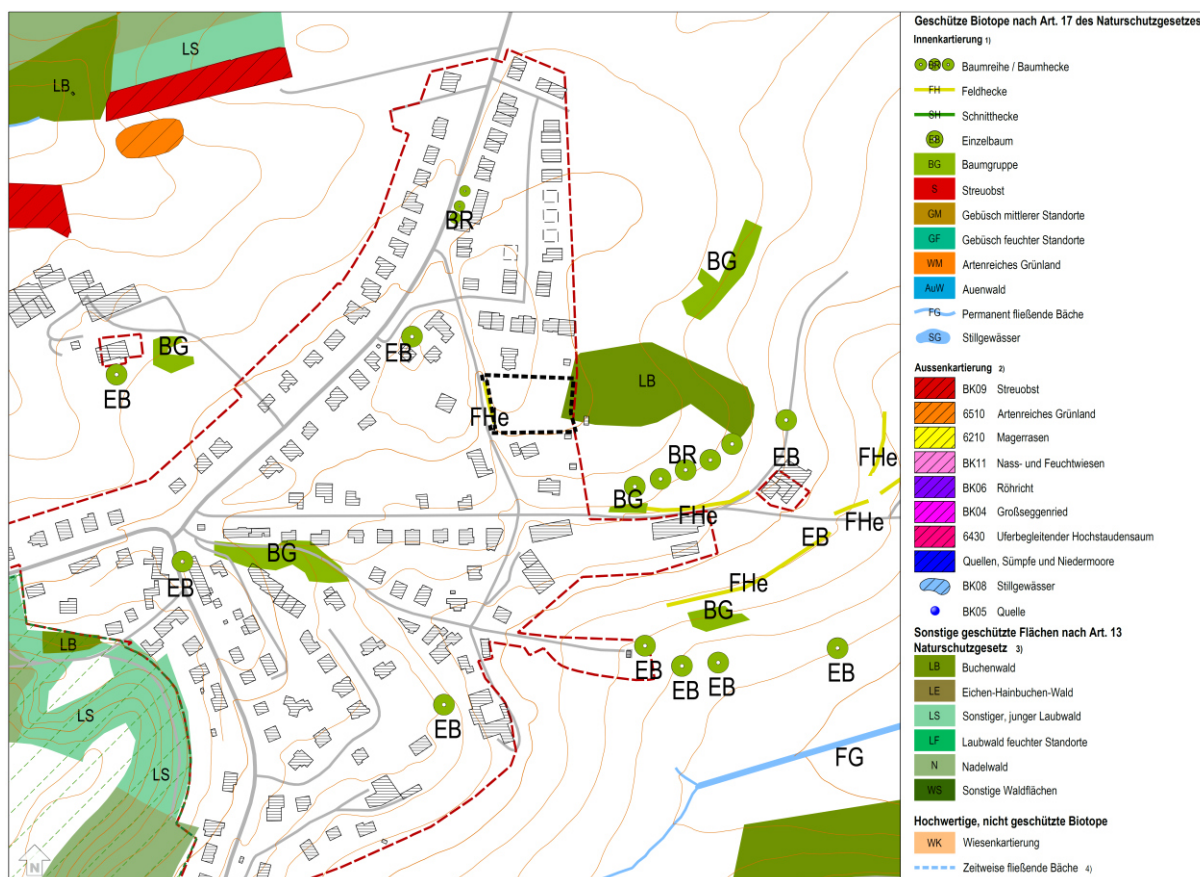 LS
LB
BR
BG
EB
EB
BG
LB
FHe
BR
EB
FHe
BG
FHe
FHe
EB
BG
EB
FHe
BG
LB
EB
EB
EB
EB
EB
LS
LS
FG
N
Geschütze Biotope nach Art. 17 des Naturschutzgesetzes
Innenkartierung 1)
BR Baumreihe / Baumhecke
FH Feldhecke
SH Schnitthecke
EB Einzelbaum
BG Baumgruppe
S Streuobst
GM Gebüsch mittlerer Standorte
GF Gebüsch feuchter Standorte
WM Artenreiches Grünland
AuW Auenwald
FG Permanent fließende Bäche
SG Stillgewässer
Aussenkartierung 2)
BK09 Streuobst
6510 Artenreiches Grünland
6210 Magerrasen
BK11 Nass- und Feuchtwiesen
BK06 Röhricht
BK04 Großseggenried
6430 Uferbegleitender Hochstaudensaum
Quellen, Sümpfe und Niedermoore
BK08 Stillgewässer
BK05 Quelle
Sonstige geschützte Flächen nach Art. 13
Naturschutzgesetz 3)
LB Buchenwald
LE Eichen-Hainbuchen-Wald
LS Sonstiger, junger Laubwald
LF Laubwald feuchter Standorte
N Nadelwald
WS Sonstige Waldflächen
Hochwertige, nicht geschützte Biotope
WK Wiesenkartierung
Zeitweise fließende Bäche 4)